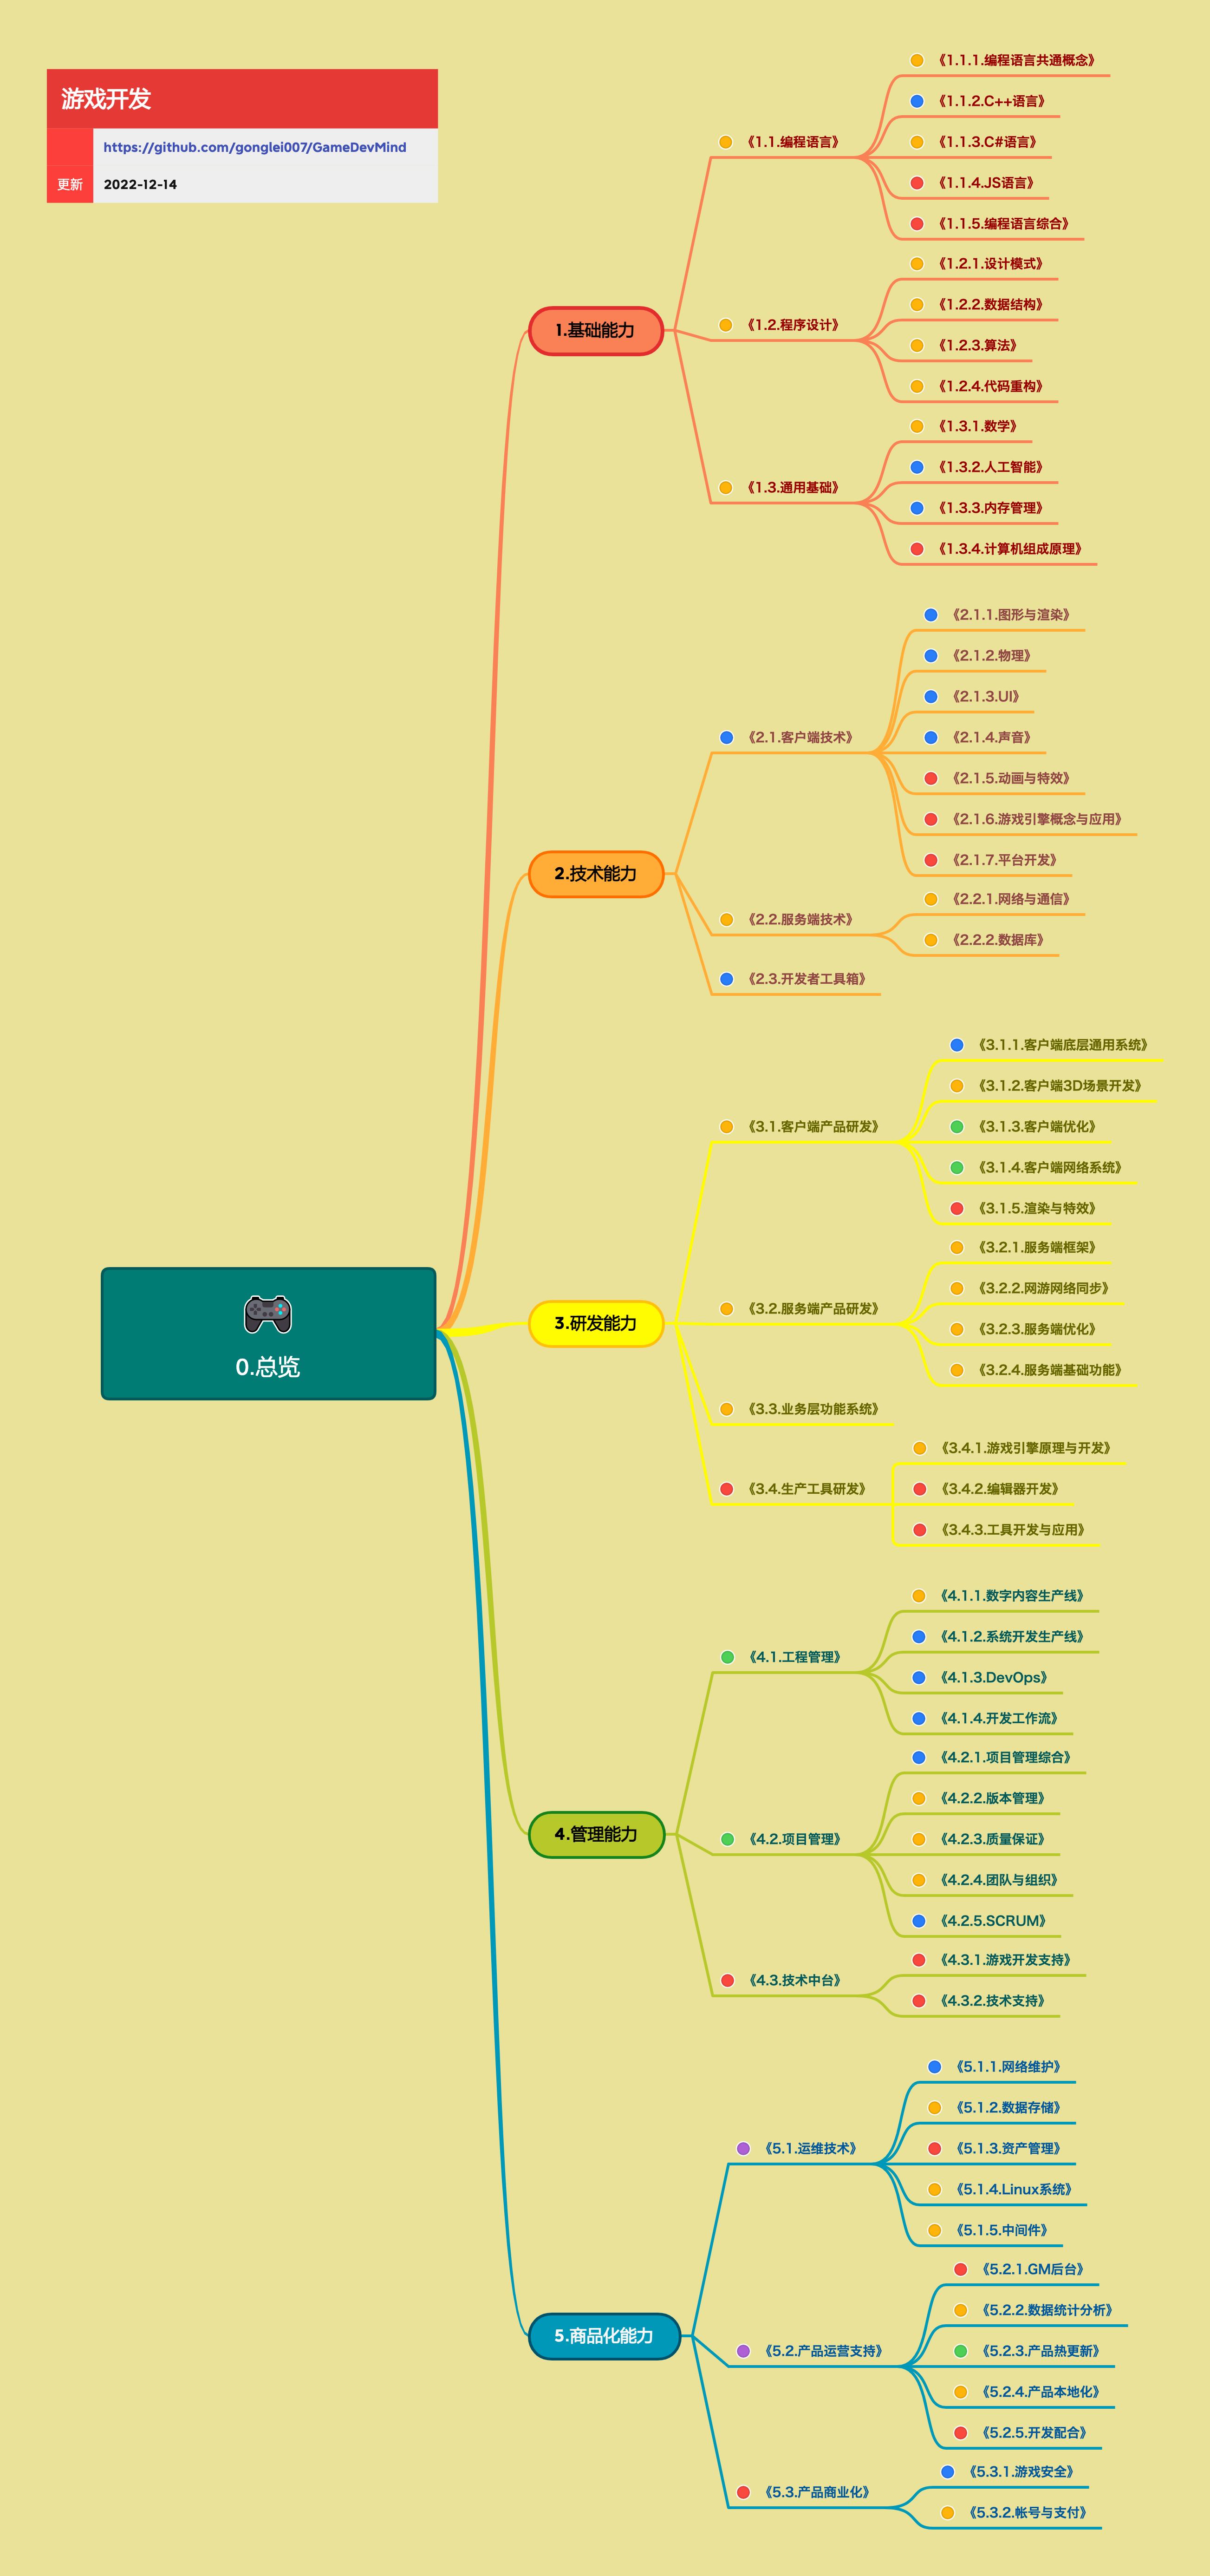 游戏开发
https://github.com/gonglei007/GameDevMind
更新 2022-12-14
0.总览
1.基础能力
《1.1.编程语言》
《1.1.1.编程语言共通概念》
《1.1.2.C++语言》
《1.1.3.C#语言》
《1.1.4.JS语言》
《1.1.5.编程语言综合》
《1.2.程序设计》
《1.2.1.设计模式》
《1.2.2.数据结构》
《1.2.3.算法》
《1.2.4.代码重构》
《1.3.通用基础》
《1.3.1.数学》
《1.3.2.人工智能》
《1.3.3.内存管理》
《1.3.4.计算机组成原理》
2.技术能力
《2.1.客户端技术》
《2.1.1.图形与渲染》
《2.1.2.物理》
《2.1.3.UI》
《2.1.4.声音》
《2.1.5.动画与特效》
《2.1.6.游戏引擎概念与应用》
《2.1.7.平台开发》
《2.2.服务端技术》
《2.2.1.网络与通信》
《2.2.2.数据库》
《2.3.开发者工具箱》
3.研发能力
《3.1.客户端产品研发》
《3.1.1.客户端底层通用系统》
《3.1.2.客户端3D场景开发》
《3.1.3.客户端优化》
《3.1.4.客户端网络系统》
《3.1.5.渲染与特效》
《3.2.服务端产品研发》
《3.2.1.服务端框架》
《3.2.2.网游网络同步》
《3.2.3.服务端优化》
《3.2.4.服务端基础功能》
《3.3.业务层功能系统》
《3.4.生产工具研发》
《3.4.1.游戏引擎原理与开发》
《3.4.2.编辑器开发》
《3.4.3.工具开发与应用》
4.管理能力
《4.1.工程管理》
《4.1.1.数字内容生产线》
《4.1.2.系统开发生产线》
《4.1.3.DevOps》
《4.1.4.开发工作流》
《4.2.项目管理》
《4.2.1.项目管理综合》
《4.2.2.版本管理》
《4.2.3.质量保证》
《4.2.4.团队与组织》
《4.2.5.SCRUM》
《4.3.技术中台》
《4.3.1.游戏开发支持》
《4.3.2.技术支持》
5.商品化能力
《5.1.运维技术》
《5.1.1.网络维护》
《5.1.2.数据存储》
《5.1.3.资产管理》
《5.1.4.Linux系统》
《5.1.5.中间件》
《5.2.产品运营支持》
《5.2.1.GM后台》
《5.2.2.数据统计分析》
《5.2.3.产品热更新》
《5.2.4.产品本地化》
《5.2.5.开发配合》
《5.3.产品商业化》
《5.3.1.游戏安全》
《5.3.2.帐号与支付》